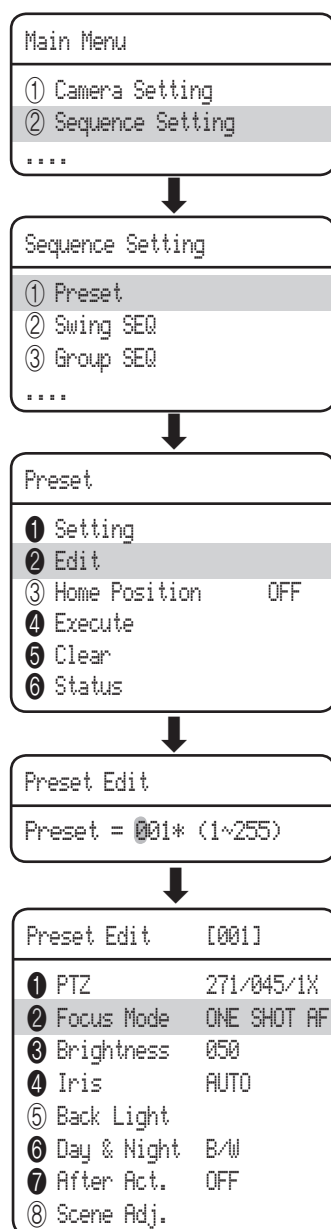 Main Menu
① Camera Setting
② Sequence Setting
....
Sequence Setting
① Preset
② Swing SEQ
③ Group SEQ
....
Preset
❶ Setting
❷ Edit
③ Home Position OFF
❹ Execute
❺ Clear
❻ Status
Preset Edit
Preset = 001* (1~255)
Preset Edit [001]
❶ PTZ 271/045/1X
❷ Focus Mode ONE SHOT AF
❸ Brightness 050
❹ Iris AUTO
⑤ Back Light
❻ Day & Night B/W
❼ After Act. OFF
⑧ Scene Adj.